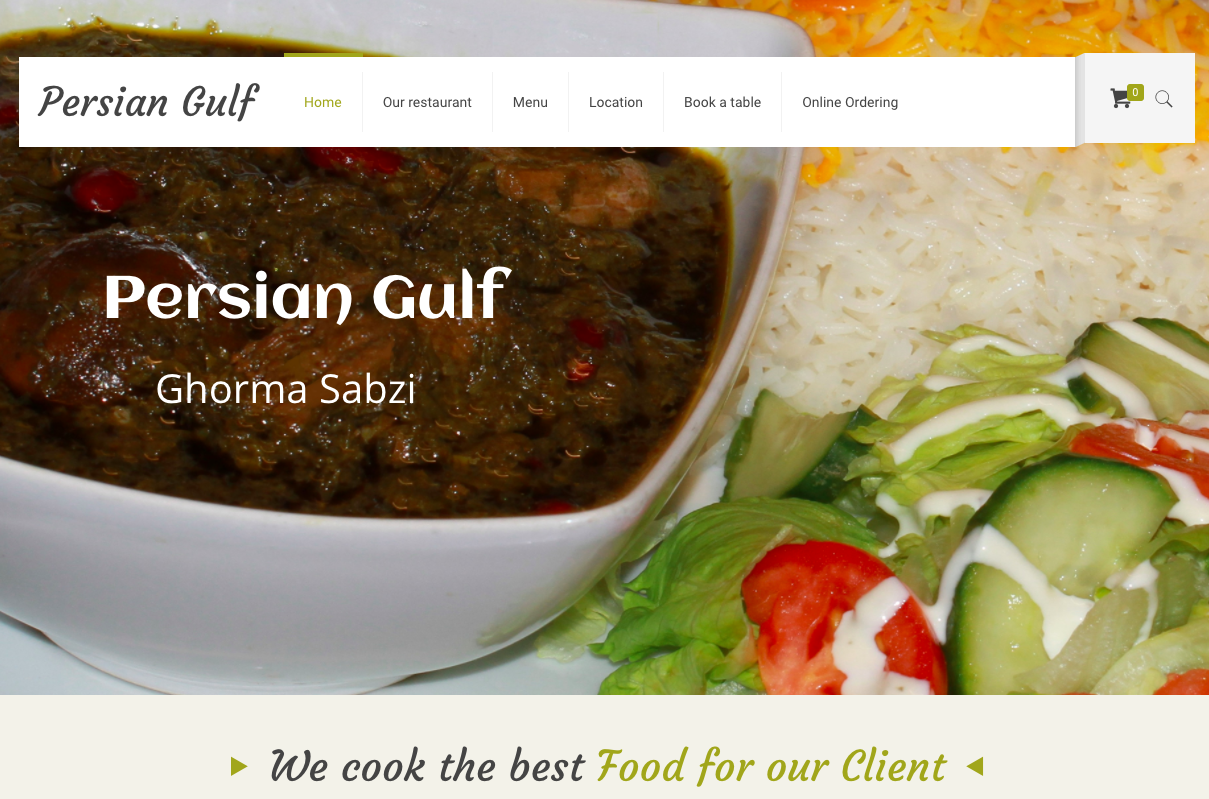 Persian Gulf
Home Our restaurant Menu Location Book a table Online Ordering
0
Persian Gulf
Ghorma Sabzi
We cook the best Food for our Client